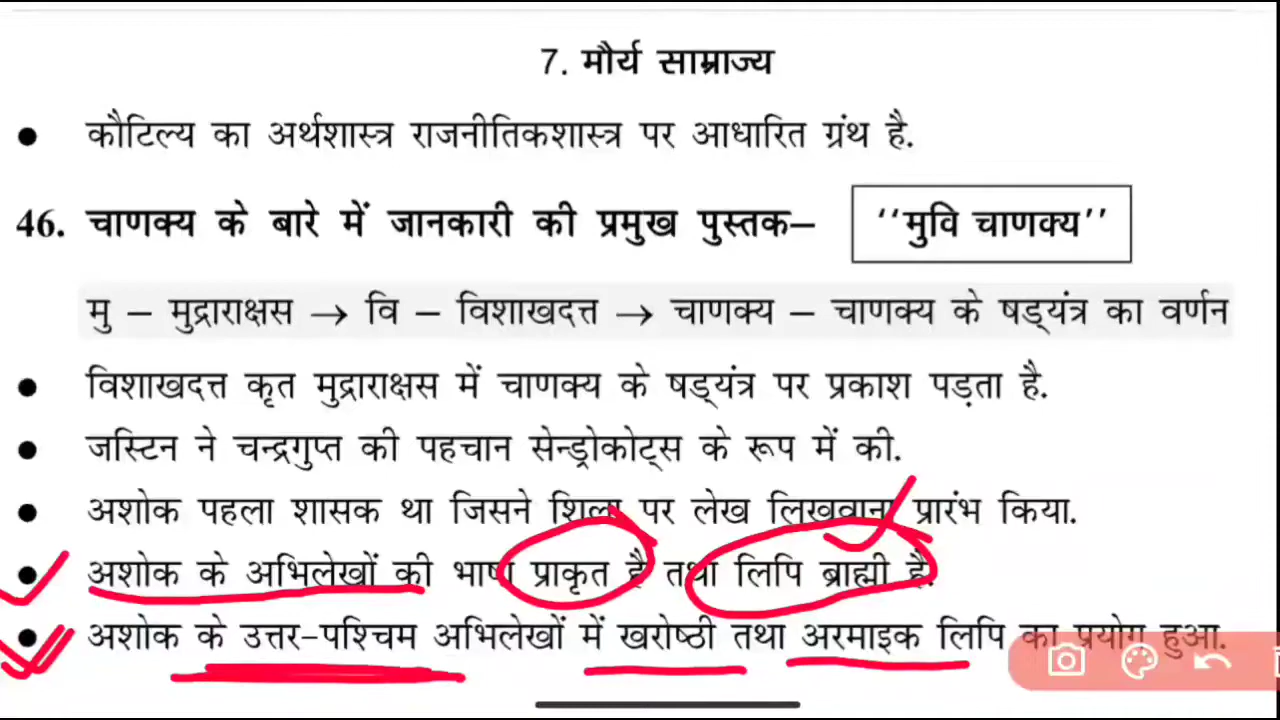 7. मौर्य साम्राज्य
● कौटिल्य का अर्थशास्त्र राजनीतिकशास्त्र पर आधारित ग्रंथ है.
46. चाणक्य के बारे में जानकारी की प्रमुख पुस्तक– ‘‘मुवि चाणक्य’’
मु – मुद्राराक्षस → वि – विशाखदत्त → चाणक्य – चाणक्य के षड्यंत्र का वर्णन
● विशाखदत्त कृत मुद्राराक्षस में चाणक्य के षड्यंत्र पर प्रकाश पड़ता है.
● जस्टिन ने चन्द्रगुप्त की पहचान सेन्ड्रोकोट्स के रूप में की.
● अशोक पहला शासक था जिसने शिला पर लेख लिखवाना प्रारंभ किया.
● अशोक के अभिलेखों की भाषा प्राकृत है तथा लिपि ब्राह्मी है.
● अशोक के उत्तर-पश्चिम अभिलेखों में खरोष्ठी तथा अरमाइक लिपि का प्रयोग हुआ.